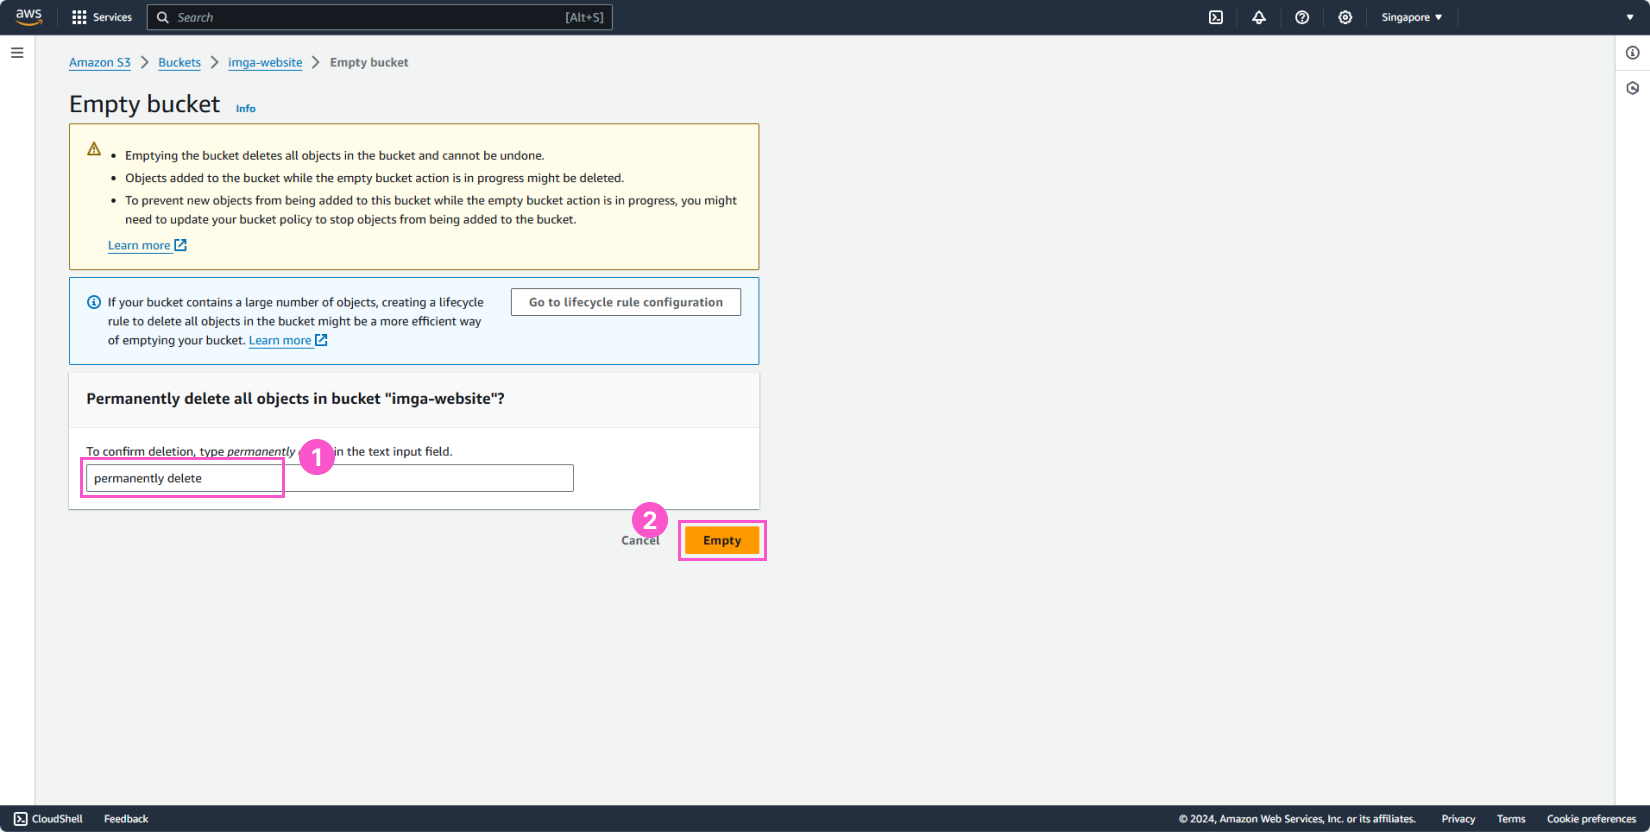 aws
Services
Search
[Alt+S]
Singapore
Amazon S3
Buckets
imga-website
Empty bucket
Empty bucket
Info
Emptying the bucket deletes all objects in the bucket and cannot be undone.
Objects added to the bucket while the empty bucket action is in progress might be deleted.
To prevent new objects from being added to this bucket while the empty bucket action is in progress, you might
need to update your bucket policy to stop objects from being added to the bucket.
Learn more
If your bucket contains a large number of objects, creating a lifecycle
rule to delete all objects in the bucket might be a more efficient way
of emptying your bucket. Learn more
Go to lifecycle rule configuration
Permanently delete all objects in bucket "imga-website"?
To confirm deletion, type permanently in the text input field.
1
permanently delete
2
Cancel
Empty
CloudShell
Feedback
© 2024, Amazon Web Services, Inc. or its affiliates.
Privacy
Terms
Cookie preferences